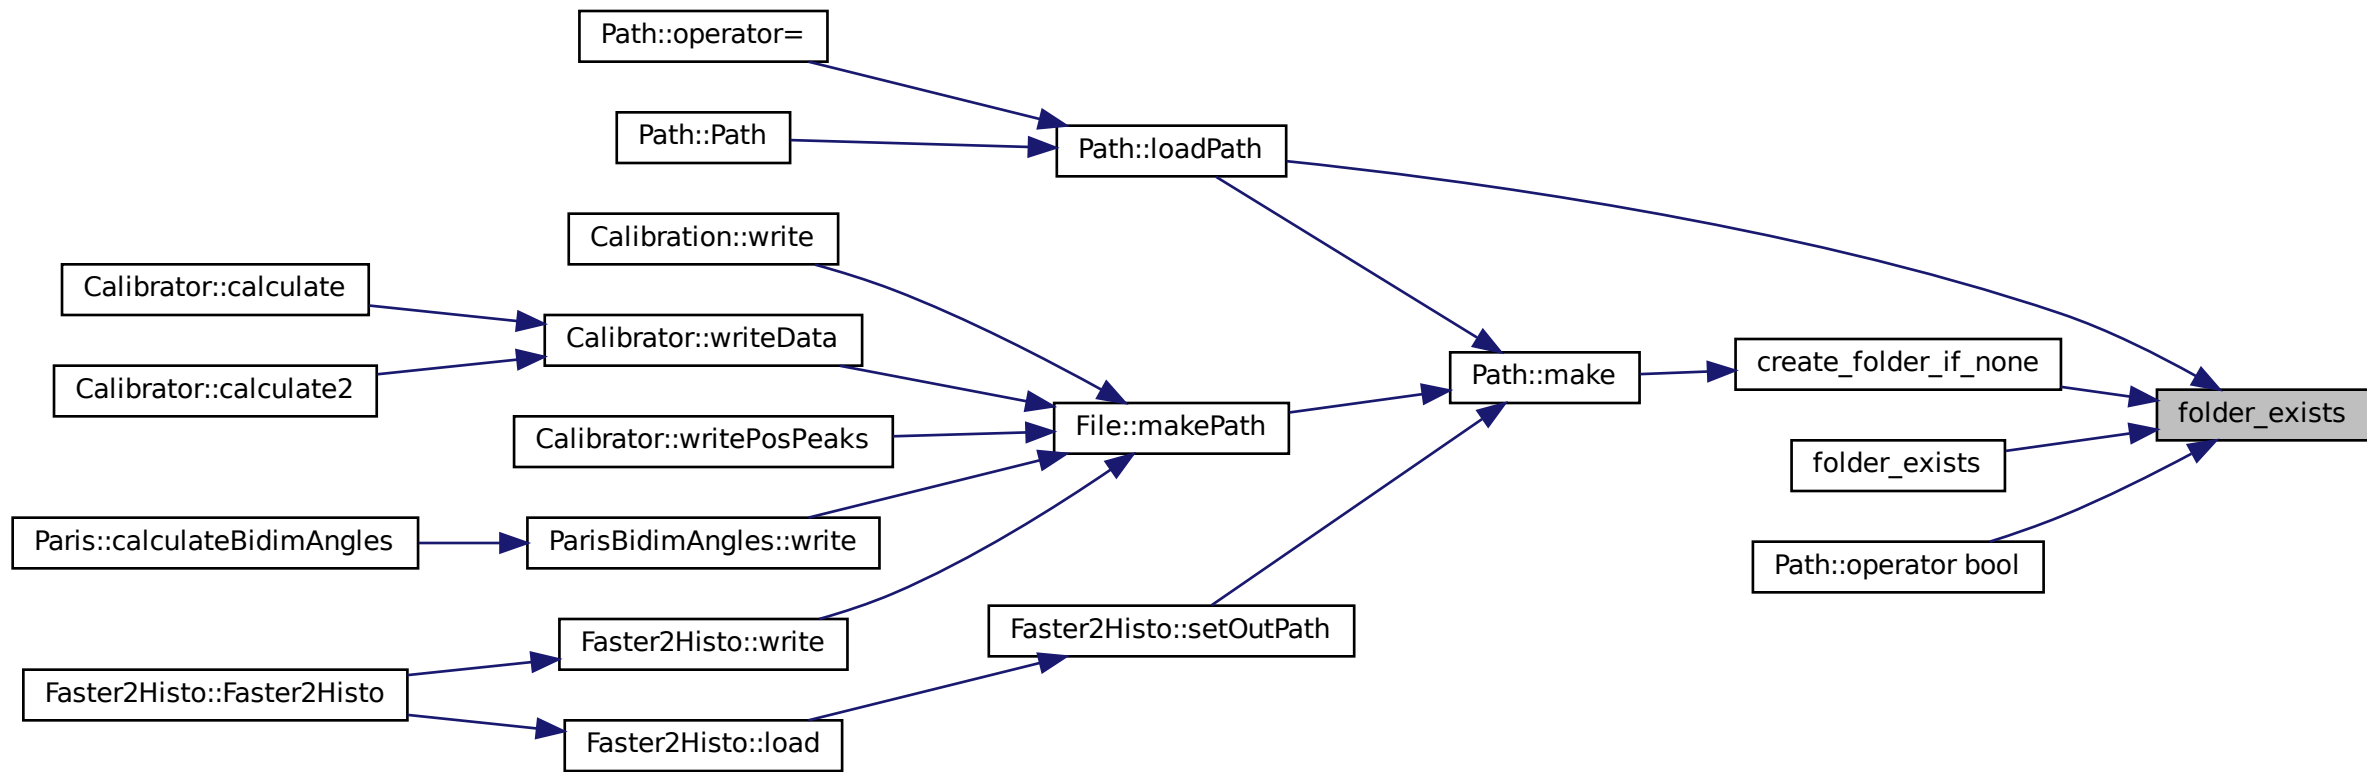 Path::operator=
Path::Path
Path::loadPath
Calibration::write
Calibrator::calculate
Calibrator::writeData
Calibrator::calculate2
Path::make
create_folder_if_none
folder_exists
File::makePath
Calibrator::writePosPeaks
folder_exists
Paris::calculateBidimAngles
ParisBidimAngles::write
Path::operator bool
Faster2Histo::write
Faster2Histo::setOutPath
Faster2Histo::Faster2Histo
Faster2Histo::load